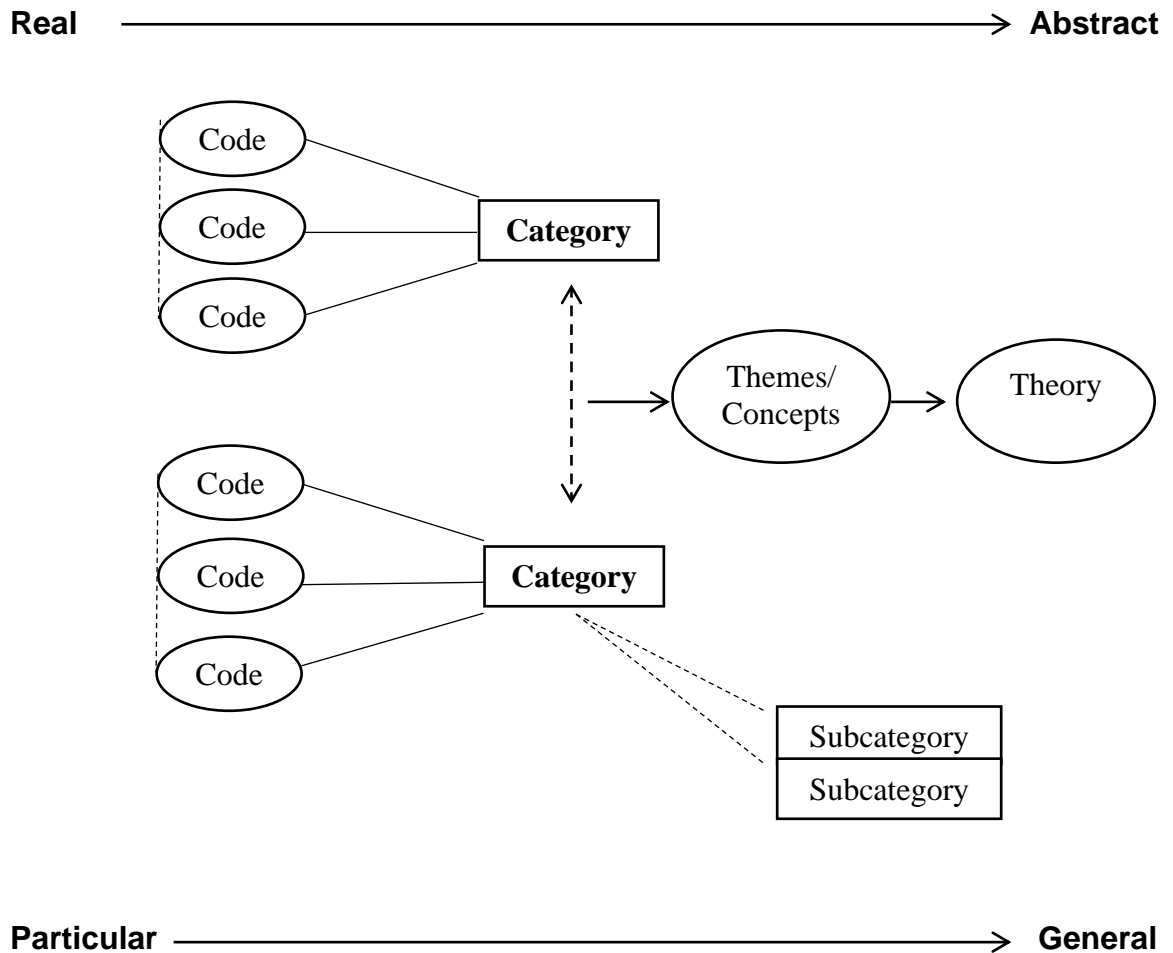 Real
Abstract
Code
Code
Category
Code
Themes/
Concepts
Theory
Code
Code
Category
Code
Subcategory
Subcategory
Particular
General